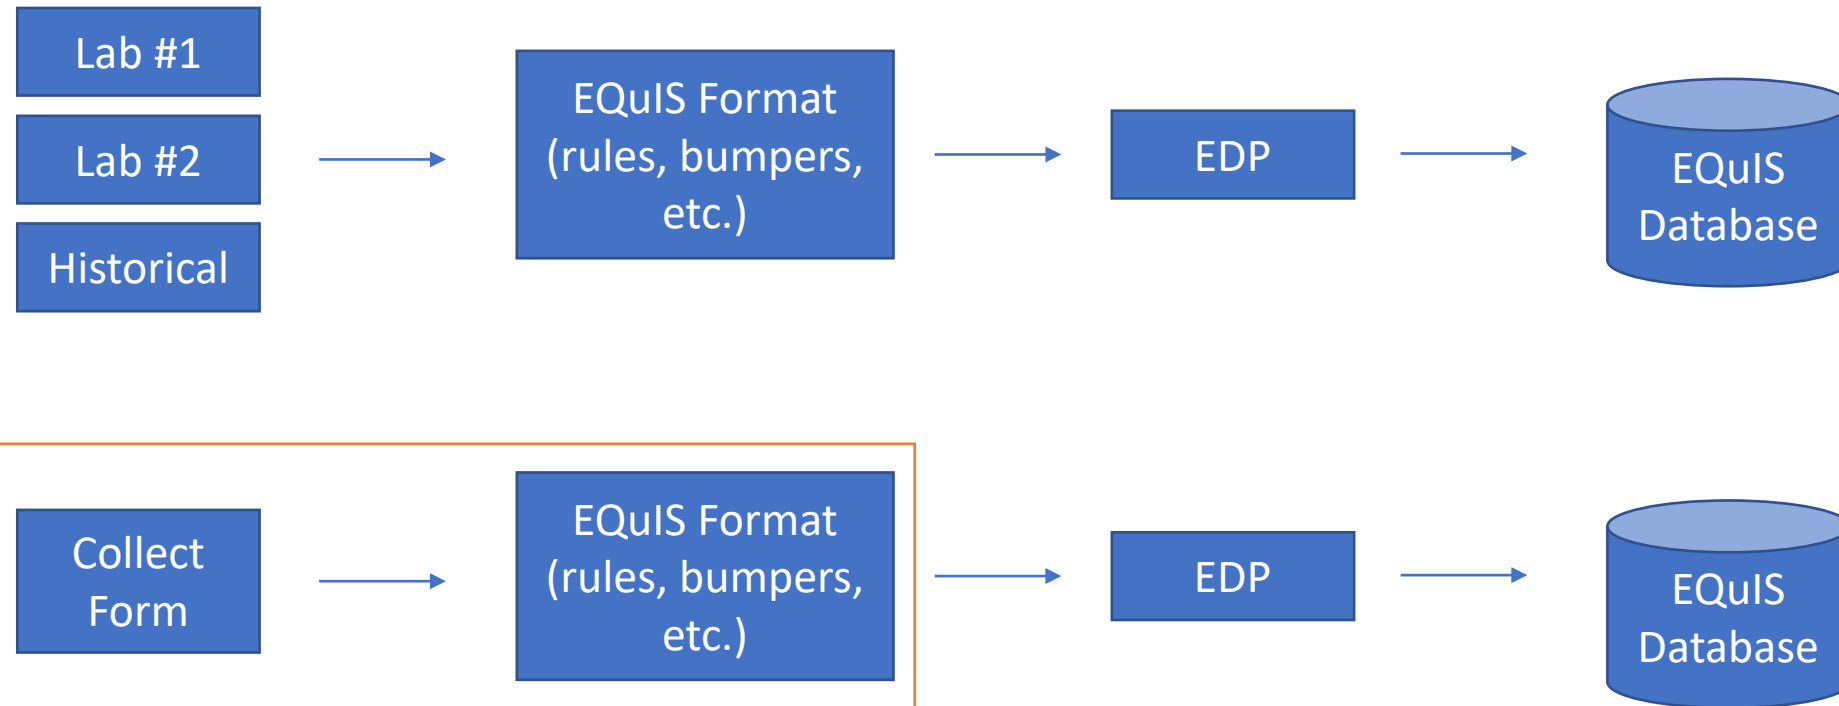 Lab #1
Lab #2
Historical
EQuIS Format
(rules, bumpers,
etc.)
EDP
EQuIS
Database
Collect
Form
EQuIS Format
(rules, bumpers,
etc.)
EDP
EQuIS
Database